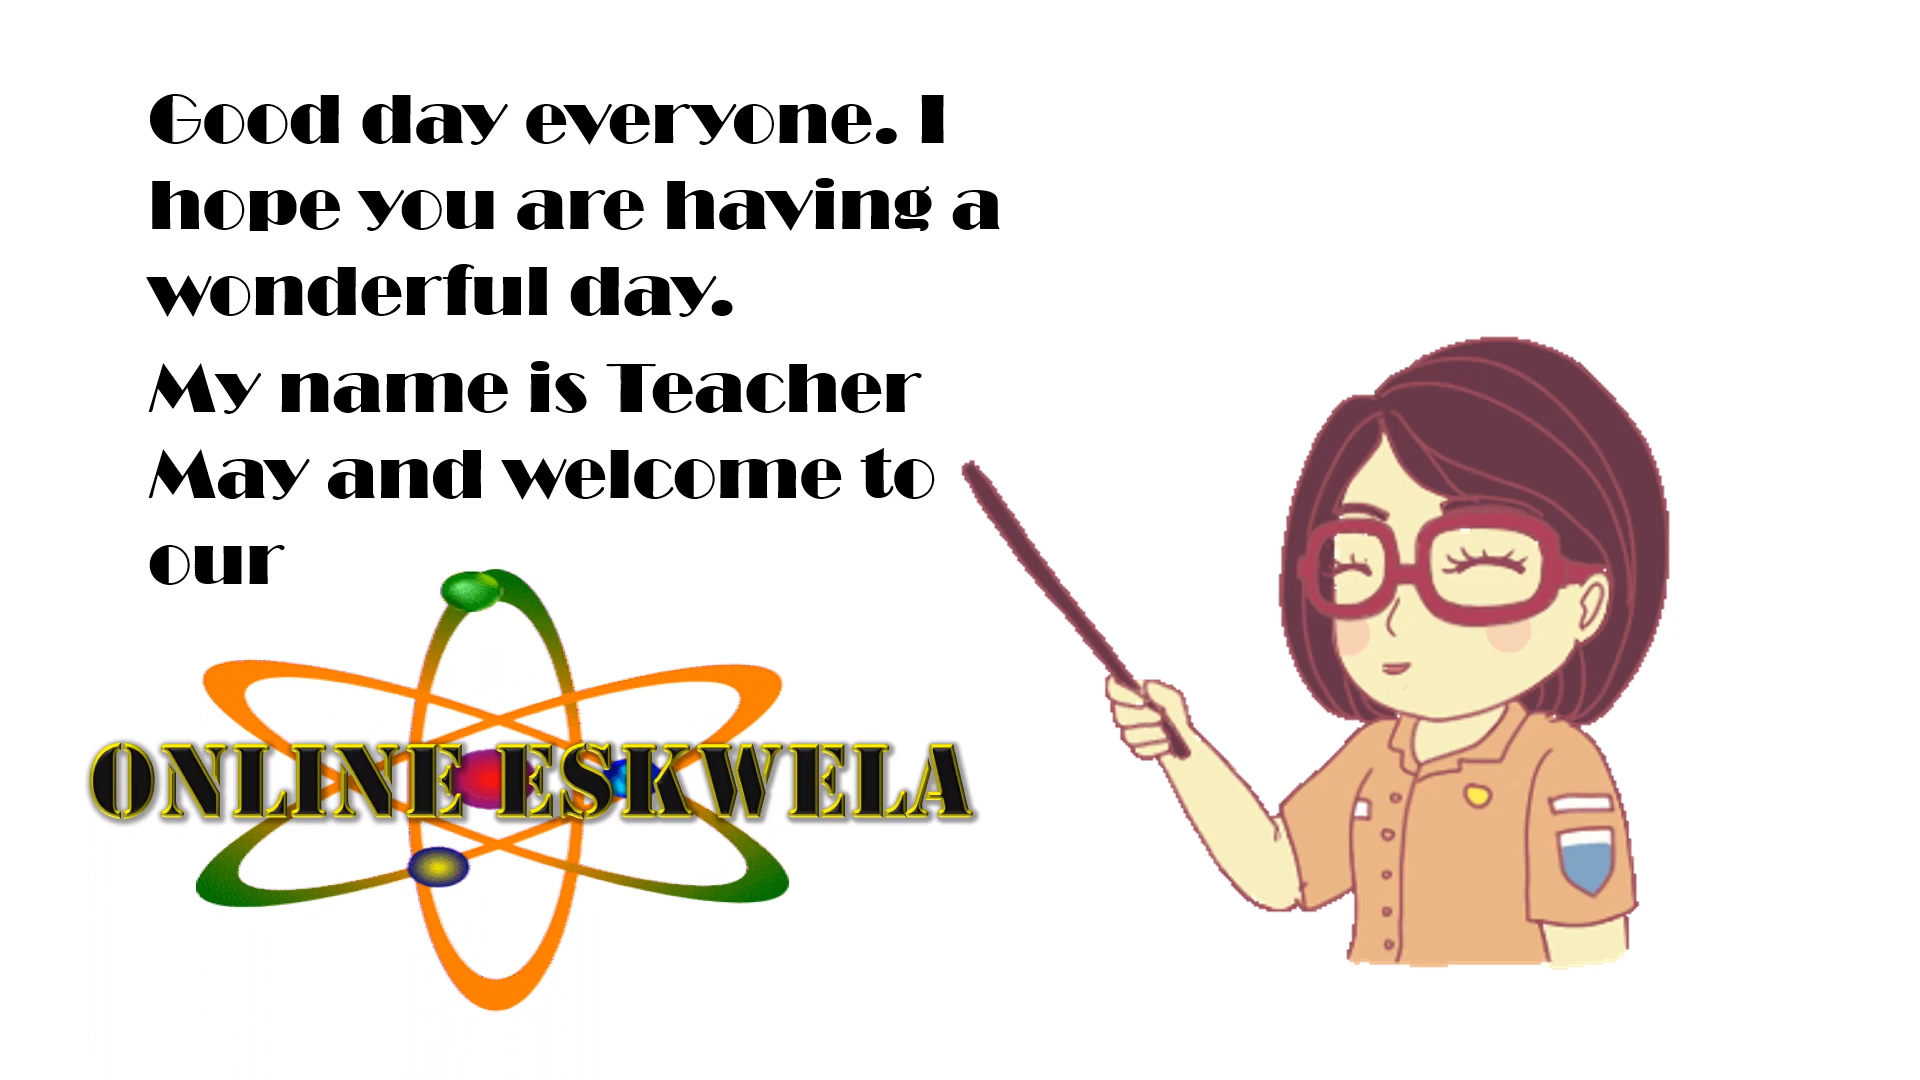 Good day everyone. I
hope you are having a
wonderful day.
My name is Teacher
May and welcome to
our
ONLINE ESKWELA